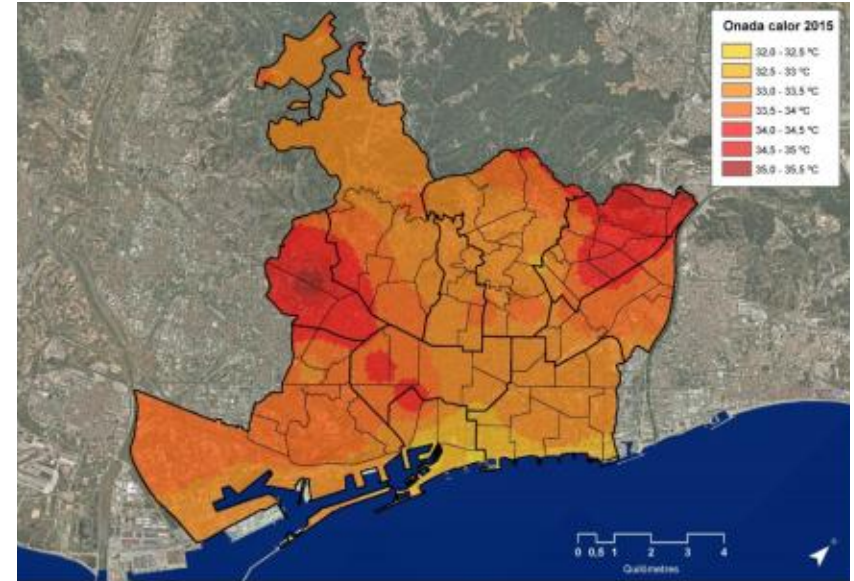 Onada calor 2015
32,0 - 32,5 ºC
32,5 - 33 ºC
33,0 - 33,5 ºC
33,5 - 34 ºC
34,0 - 34,5 ºC
34,5 - 35 ºC
35,0 - 35,5 ºC
0 0,5 1 2 3 4
Quilòmetres